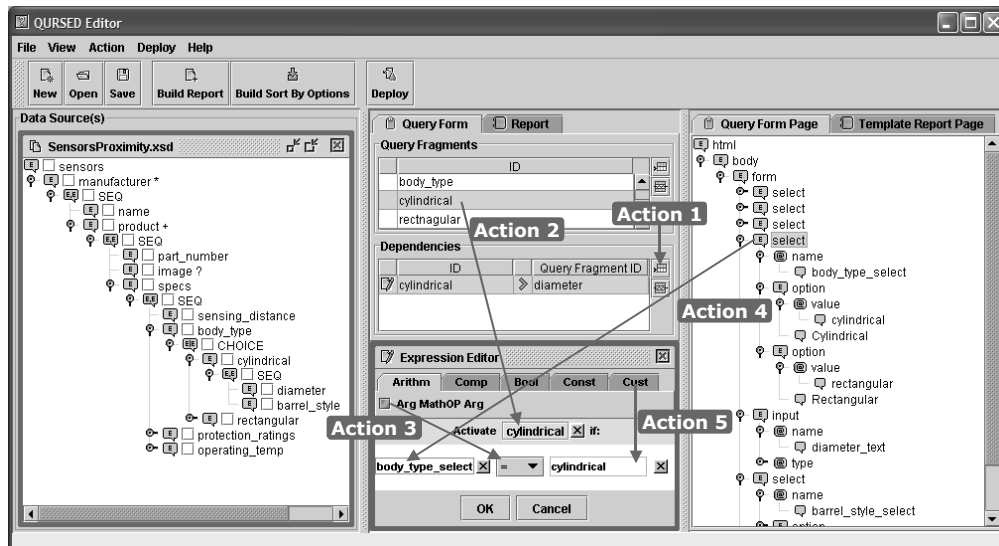 QURSED Editor
File View Action Deploy Help
New Open Save Build Report Build Sort By Options Deploy
Data Source(s)
SensorsProximity.xsd
sensors
manufacturer *
SEQ
name
product +
SEQ
part_number
image ?
specs
SEQ
sensing_distance
body_type
CHOICE
cylindrical
SEQ
diameter
barrel_style
rectangular
protection_ratings
operating_temp
Query Form Report
Query Fragments
ID
body_type
cylindrical
rectnagular
Action 1
Action 2
Dependencies
ID Query Fragment ID
cylindrical diameter
Action 4
Expression Editor
Arithm Comp Bool Const Cust
Arg MathOP Arg
Action 3
Activate cylindrical if:
Action 5
body_type_select = cylindrical
OK Cancel
Query Form Page Template Report Page
html
body
form
select
select
select
select
name
body_type_select
option
value
cylindrical
Cylindrical
option
value
rectangular
Rectangular
input
name
diameter_text
type
select
name
barrel_style_select
option